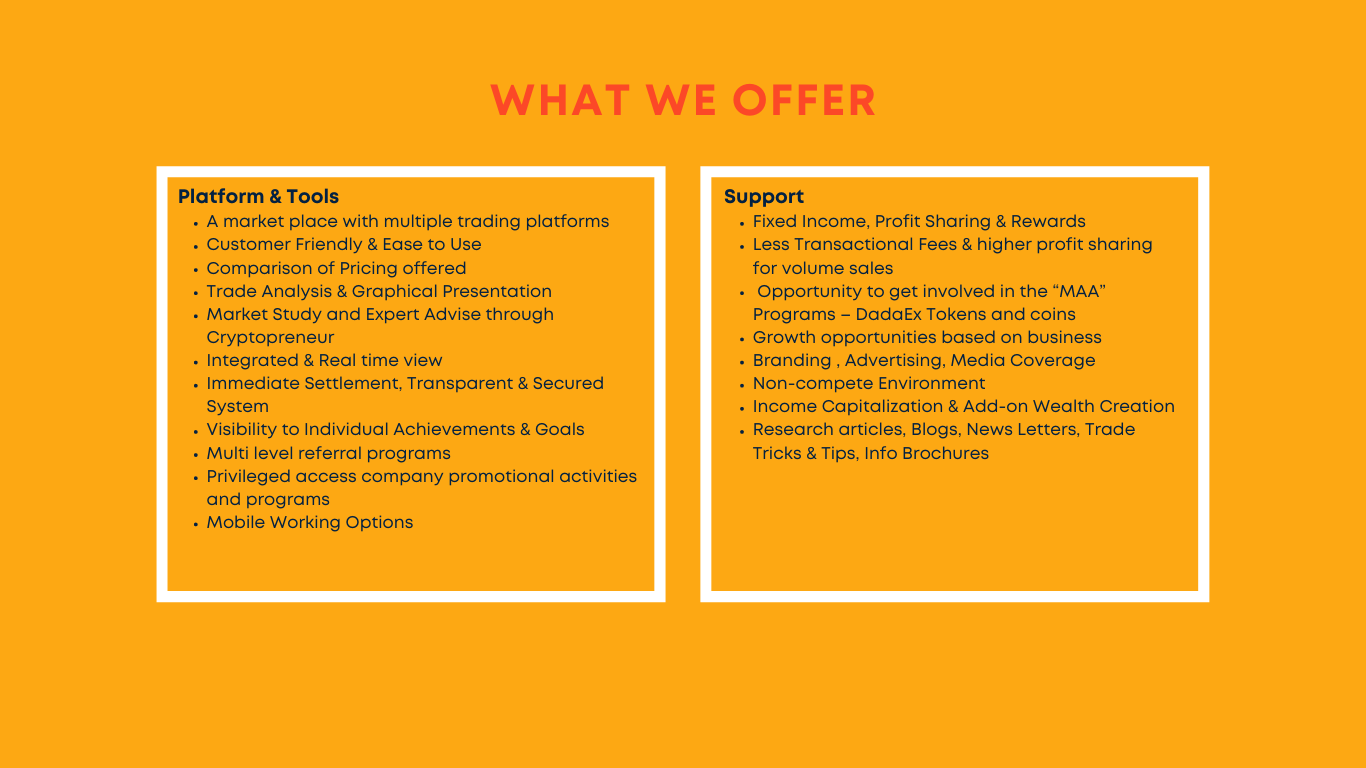 WHAT WE OFFER
Platform & Tools
• A market place with multiple trading platforms
• Customer Friendly & Ease to Use
• Comparison of Pricing offered
• Trade Analysis & Graphical Presentation
• Market Study and Expert Advise through
Cryptopreneur
• Integrated & Real time view
• Immediate Settlement, Transparent & Secured
System
• Visibility to Individual Achievements & Goals
• Multi level referral programs
• Privileged access company promotional activities
and programs
• Mobile Working Options
Support
• Fixed Income, Profit Sharing & Rewards
• Less Transactional Fees & higher profit sharing
for volume sales
• Opportunity to get involved in the “MAA”
Programs – DadaEx Tokens and coins
• Growth opportunities based on business
• Branding , Advertising, Media Coverage
• Non-compete Environment
• Income Capitalization & Add-on Wealth Creation
• Research articles, Blogs, News Letters, Trade
Tricks & Tips, Info Brochures